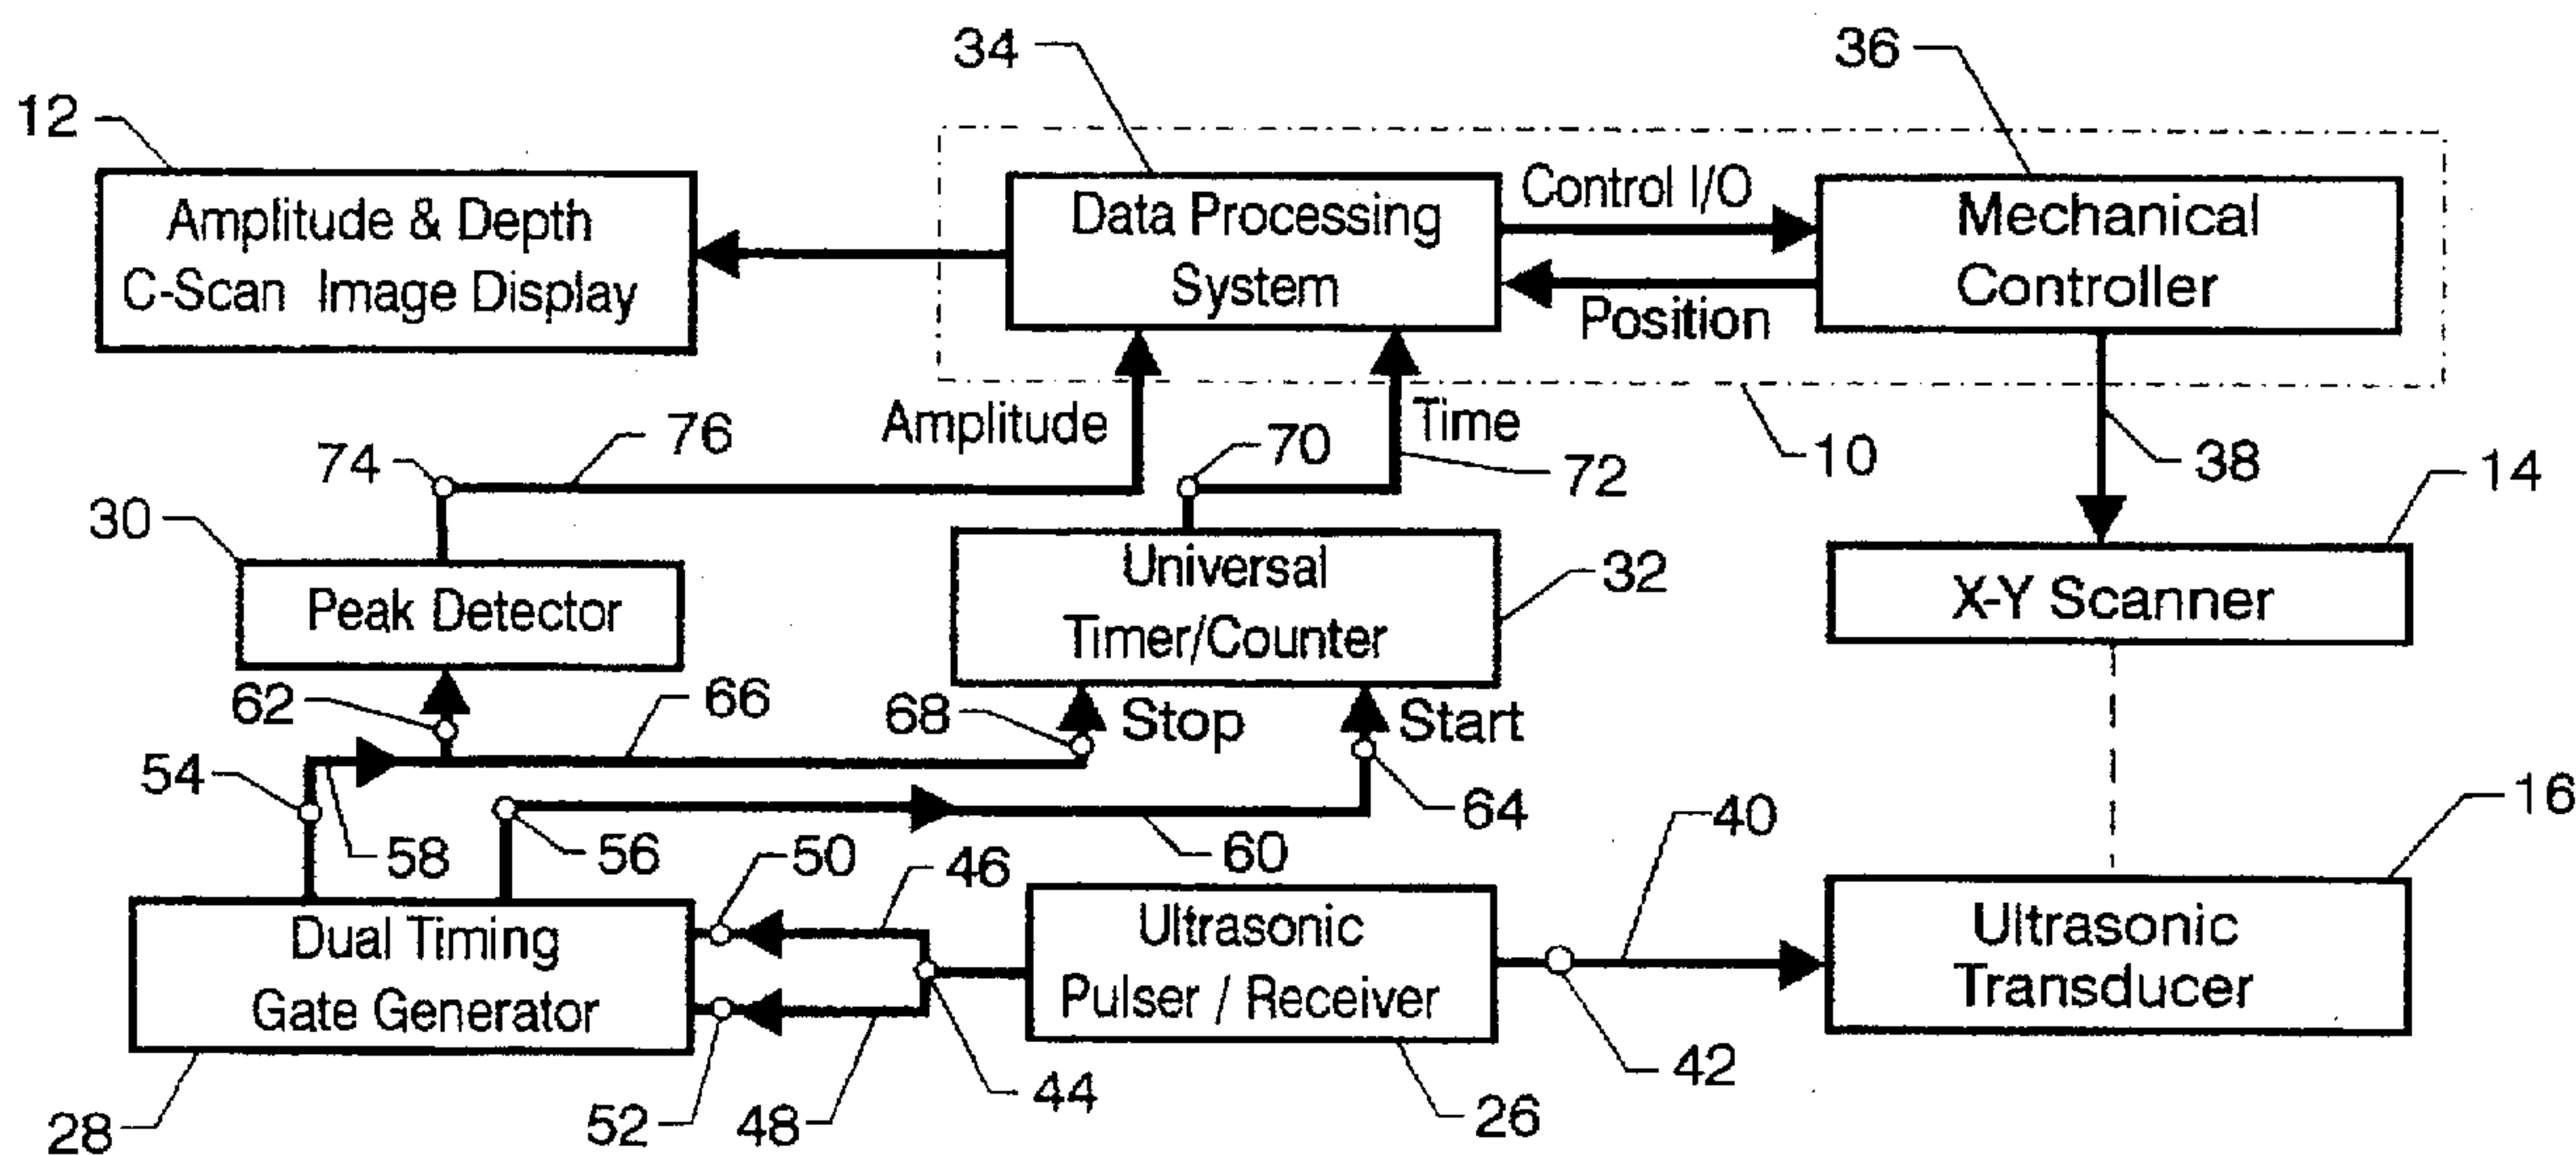 34
36
12
Amplitude & Depth
C-Scan Image Display
Data Processing
System
Control I/O
Position
Mechanical
Controller
Amplitude
Time
74
76
70
72
10
38
14
30
Peak Detector
Universal
Timer/Counter
32
X-Y Scanner
62
66
68
Stop
Start
64
54
58
56
50
46
60
40
16
Dual Timing
Gate Generator
Ultrasonic
Pulser / Receiver
Ultrasonic
Transducer
28
52
48
44
26
42